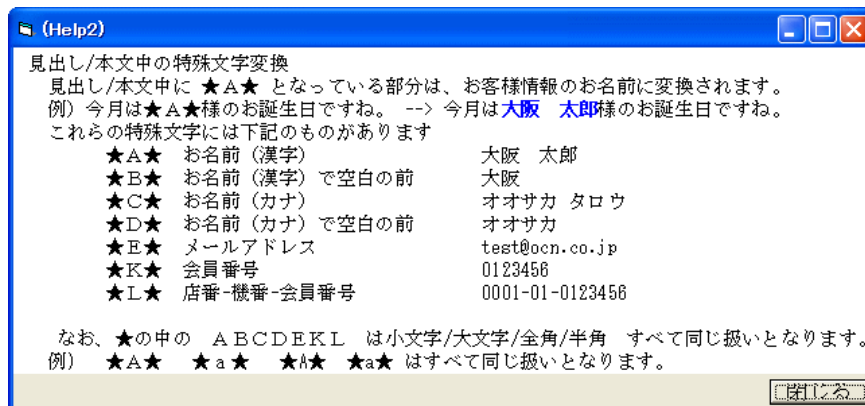 (Help2)
見出し/本文中の特殊文字変換
見出し/本文中に ★Ａ★ となっている部分は、お客様情報のお名前に変換されます。
例）今月は★Ａ★様のお誕生日ですね。 --> 今月は大阪　太郎様のお誕生日ですね。
これらの特殊文字には下記のものがあります
★Ａ★ お名前（漢字） 大阪　太郎
★Ｂ★ お名前（漢字）で空白の前 大阪
★Ｃ★ お名前（カナ） オオサカ タロウ
★Ｄ★ お名前（カナ）で空白の前 オオサカ
★Ｅ★ メールアドレス test@ocn.co.jp
★Ｋ★ 会員番号 0123456
★Ｌ★ 店番-機番-会員番号 0001-01-0123456
なお、★の中の　ＡＢＣＤＥＫＬ　は小文字/大文字/全角/半角　すべて同じ扱いとなります。
例）　★Ａ★　★ａ★　★A★　★a★ はすべて同じ扱いとなります。
閉じる